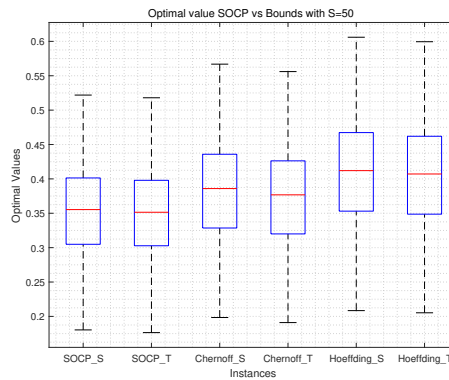 Optimal value SOCP vs Bounds with S=50
Optimal Values
0.6
0.55
0.5
0.45
0.4
0.35
0.3
0.25
0.2
SOCP_S SOCP_T Chernoff_S Chernoff_T Hoeffding_S Hoeffding_T
Instances